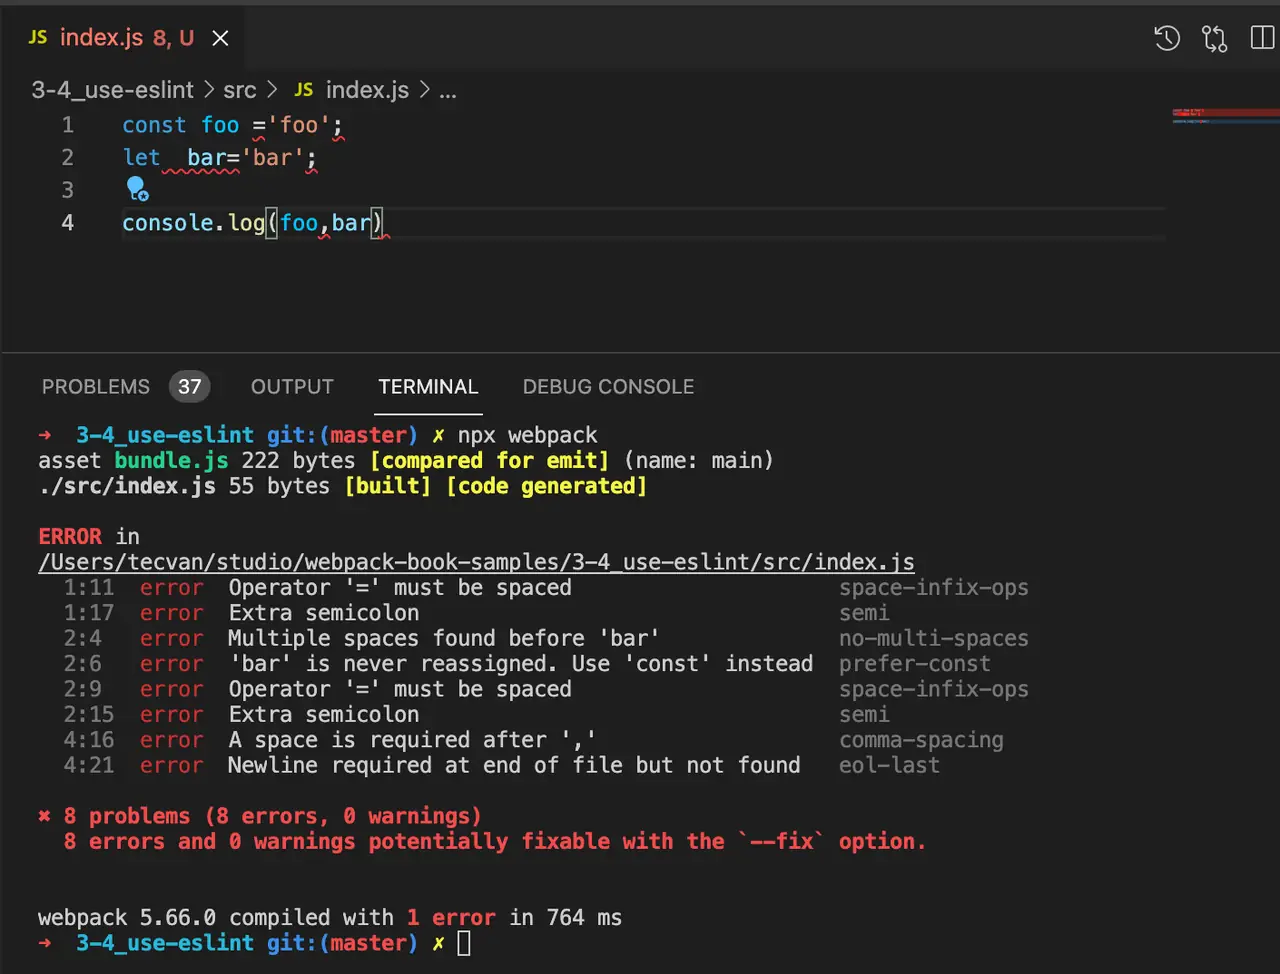 JS index.js 8, U
3-4_use-eslint > src > JS index.js > ...
1 const foo ='foo';
2 let  bar='bar';
3
4 console.log(foo,bar)
PROBLEMS 37 OUTPUT TERMINAL DEBUG CONSOLE
→ 3-4_use-eslint git:(master) ✗ npx webpack
asset bundle.js 222 bytes [compared for emit] (name: main)
./src/index.js 55 bytes [built] [code generated]
ERROR in
/Users/tecvan/studio/webpack-book-samples/3-4_use-eslint/src/index.js
1:11 error Operator '=' must be spaced space-infix-ops
1:17 error Extra semicolon semi
2:4 error Multiple spaces found before 'bar' no-multi-spaces
2:6 error 'bar' is never reassigned. Use 'const' instead prefer-const
2:9 error Operator '=' must be spaced space-infix-ops
2:15 error Extra semicolon semi
4:16 error A space is required after ',' comma-spacing
4:21 error Newline required at end of file but not found eol-last
✖ 8 problems (8 errors, 0 warnings)
8 errors and 0 warnings potentially fixable with the `--fix` option.
webpack 5.66.0 compiled with 1 error in 764 ms
→ 3-4_use-eslint git:(master) ✗